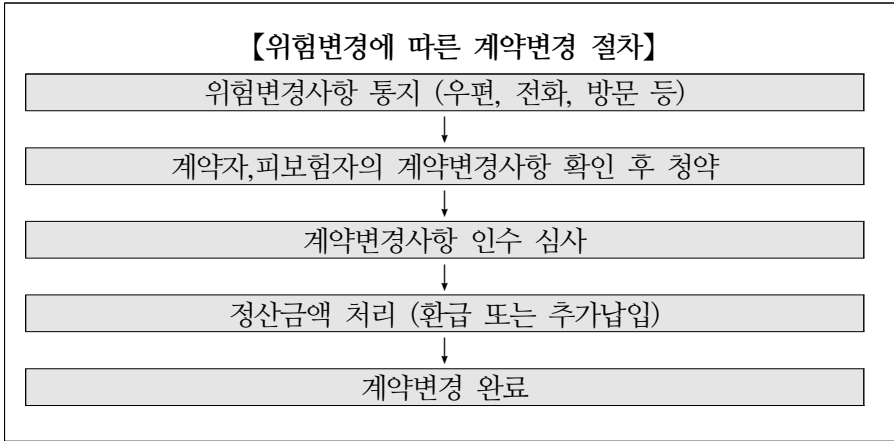 【위험변경에 따른 계약변경 절차】
위험변경사항 통지 (우편, 전화, 방문 등)
계약자,피보험자의 계약변경사항 확인 후 청약
계약변경사항 인수 심사
정산금액 처리 (환급 또는 추가납입)
계약변경 완료